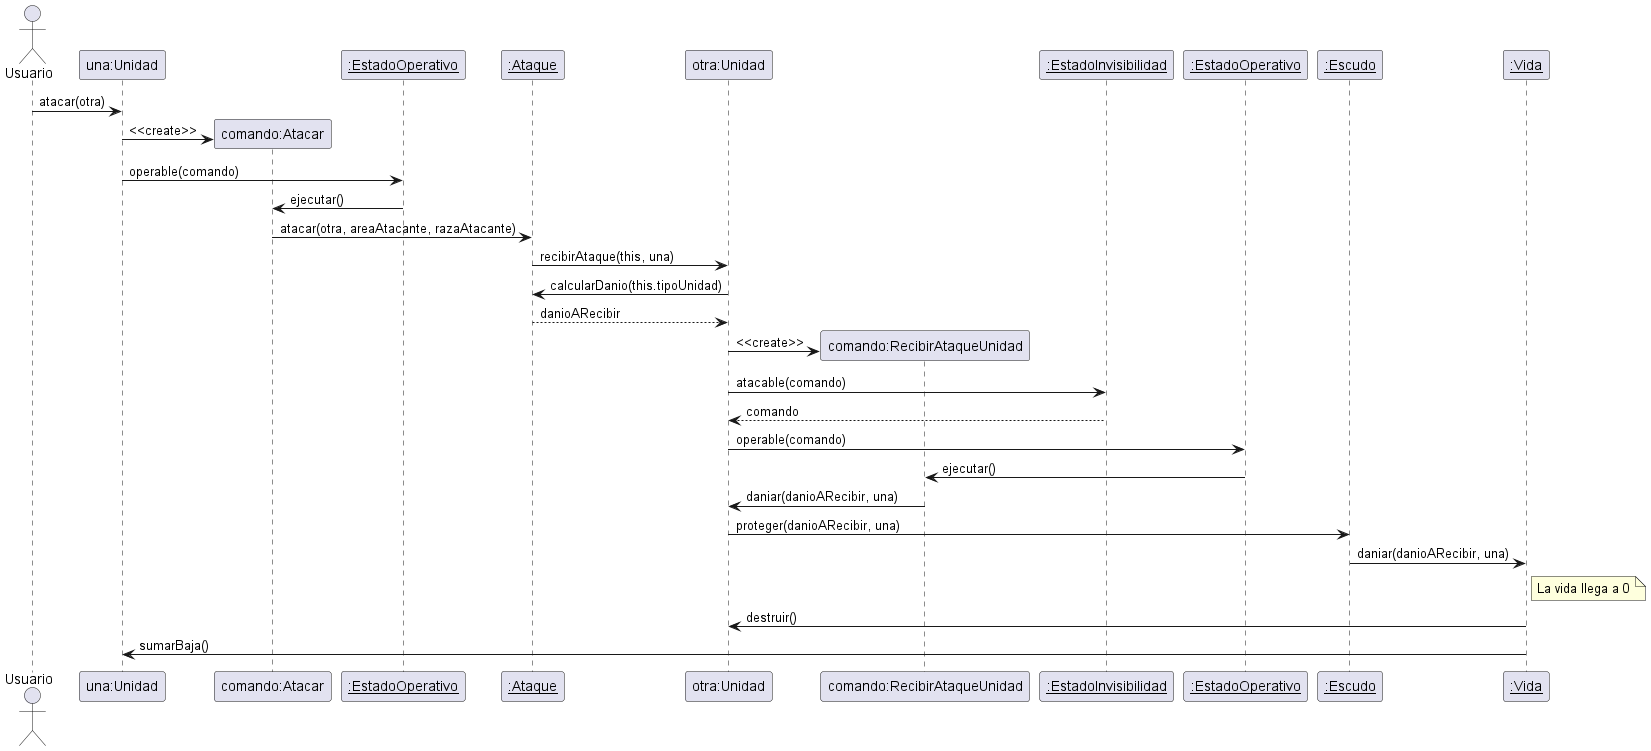 Usuario
una:Unidad
:EstadoOperativo
:Ataque
otra:Unidad
:EstadoInvisibilidad
:EstadoOperativo
:Escudo
:Vida
atacar(otra)
<<create>>
comando:Atacar
operable(comando)
ejecutar()
atacar(otra, areaAtacante, razaAtacante)
recibirAtaque(this, una)
calcularDanio(this.tipoUnidad)
danioARecibir
<<create>>
comando:RecibirAtaqueUnidad
atacable(comando)
comando
operable(comando)
ejecutar()
daniar(danioARecibir, una)
proteger(danioARecibir, una)
daniar(danioARecibir, una)
La vida llega a 0
destruir()
sumarBaja()
Usuario
una:Unidad
comando:Atacar
:EstadoOperativo
:Ataque
otra:Unidad
comando:RecibirAtaqueUnidad
:EstadoInvisibilidad
:EstadoOperativo
:Escudo
:Vida